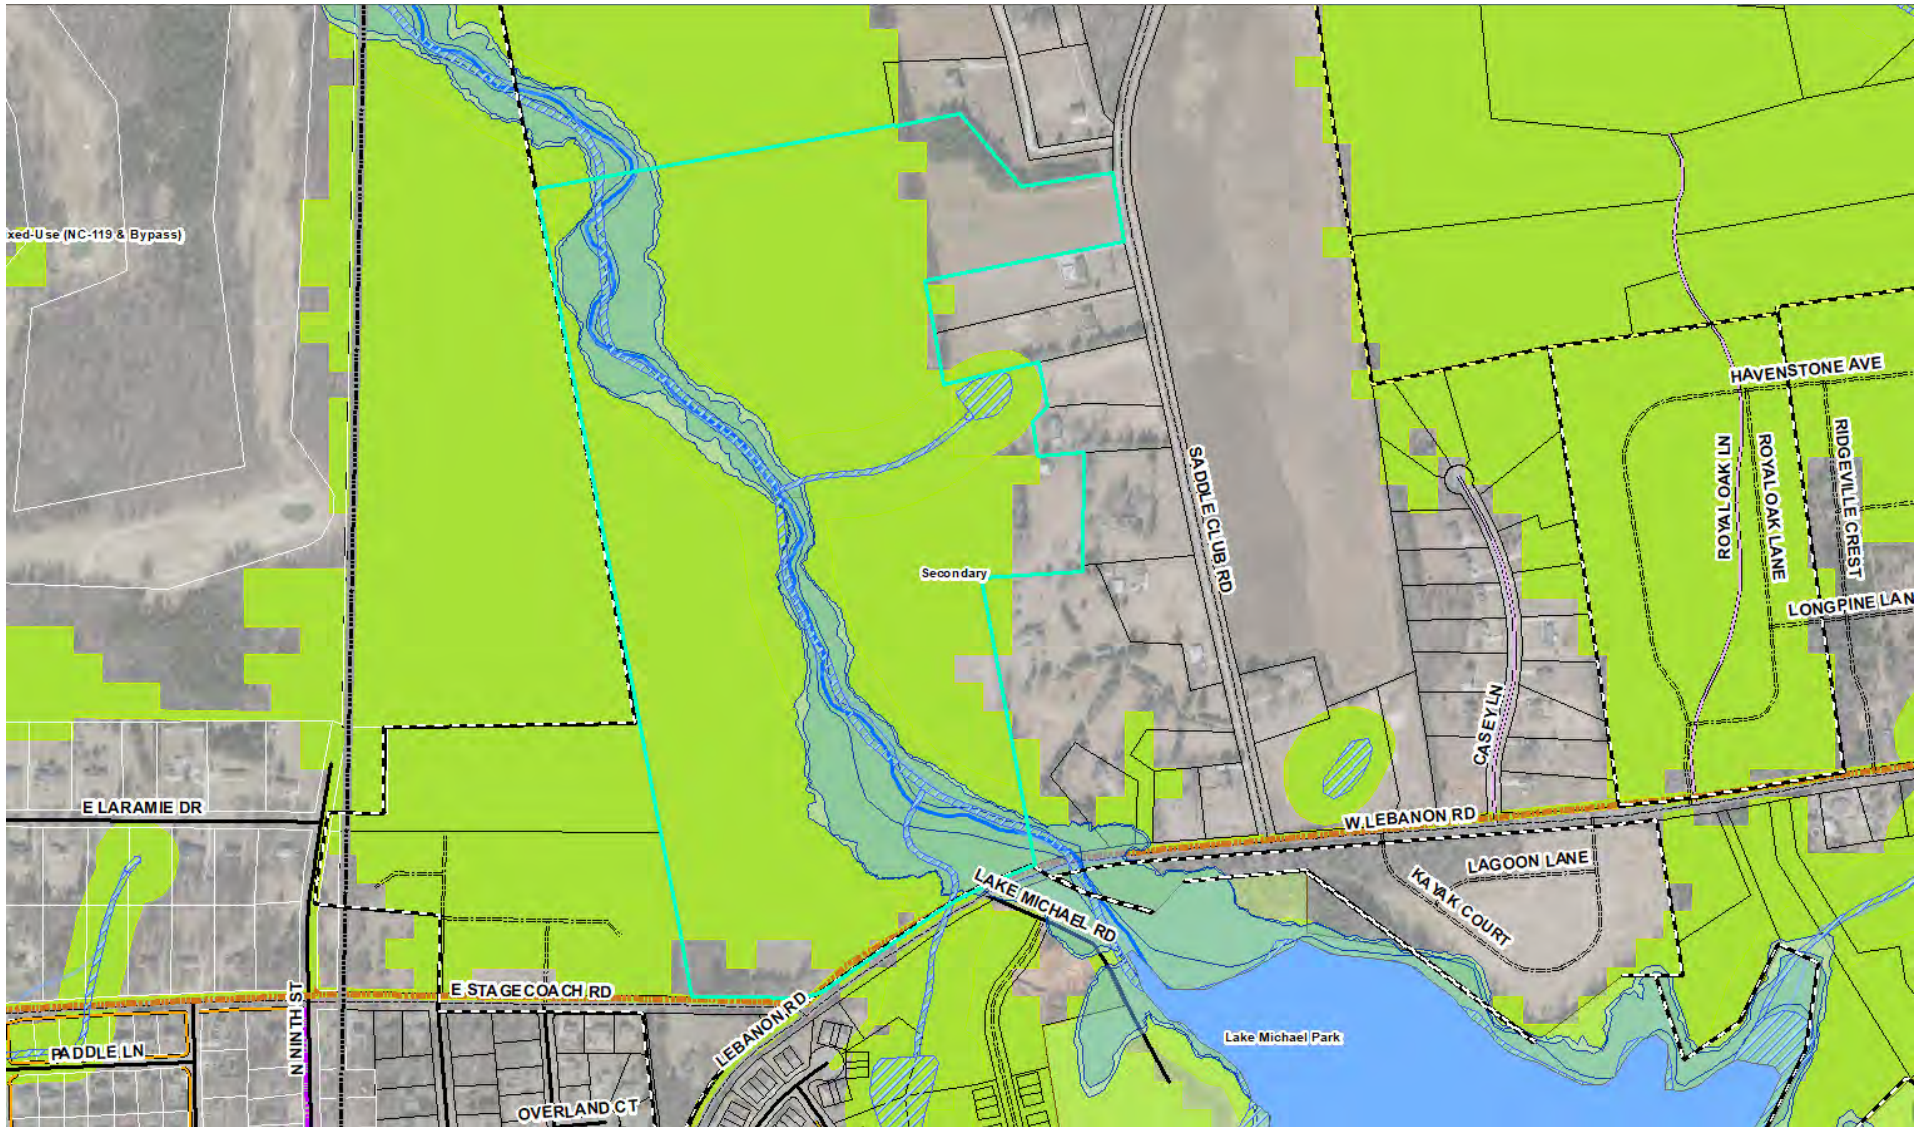 xed-Use (NC-119 & Bypass)
HAVENSTONE AVE
ROYAL OAK LN
ROYAL OAK LANE
RIDGEVILLE CREST
SADDLE CLUB RD
Secondary
LONGPINE LAN
CASEY LN
E LARAMIE DR
W LEBANON RD
LAGOON LANE
KAYAK COURT
LAKE MICHAEL RD
E STAGECOACH RD
N NINTH ST
LEBANON RD
Lake Michael Park
PADDLE LN
OVERLAND CT